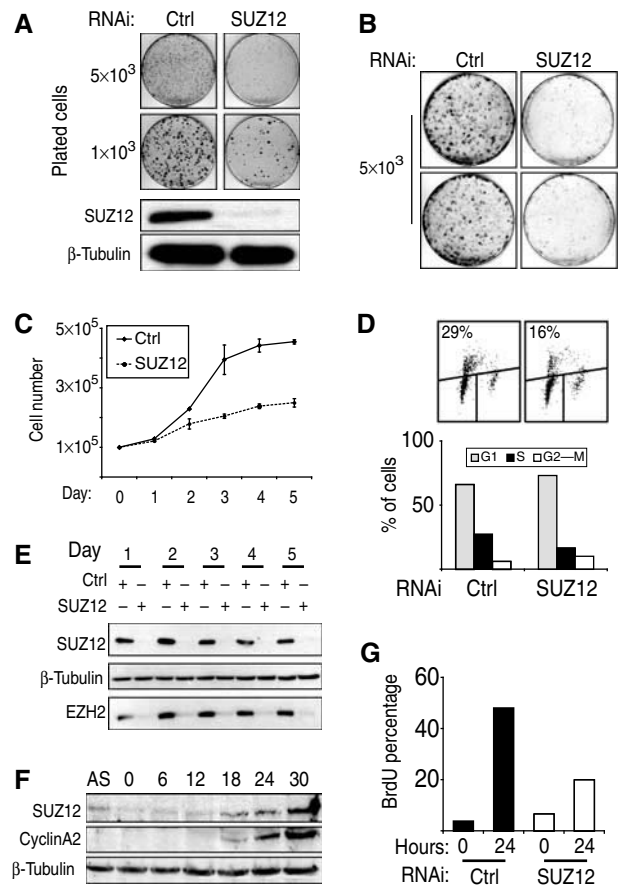 A
RNAi: Ctrl SUZ12
Plated cells
5×10³
1×10³
SUZ12
β-Tubulin
B
RNAi: Ctrl SUZ12
5×10³
C
Cell number
5×10⁵
3×10⁵
1×10⁵
Ctrl
SUZ12
Day: 0 1 2 3 4 5
D
29% 16%
% of cells
100
50
G1 S G2—M
RNAi Ctrl SUZ12
E
Day 1 2 3 4 5
Ctrl + – + – + – + – + –
SUZ12 – + – + – + – + – +
SUZ12
β-Tubulin
EZH2
F
AS 0 6 12 18 24 30
SUZ12
CyclinA2
β-Tubulin
G
BrdU percentage
60
40
20
Hours: 0 24 0 24
RNAi: Ctrl SUZ12